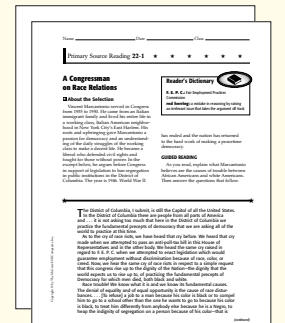 Name Date Class
Primary Source Reading 22-1
A Congressman
on Race Relations
About the Selection
Vincent Marcantonio served in Congress
from 1935 to 1950. He came from an Italian
immigrant family and lived his entire life in
a working class, Italian American neighbor-
hood in New York City's East Harlem. His
roots and upbringing gave Marcantonio a
passion for democracy and an understand-
ing of the daily struggles of the working
class to make a decent life. He became a
liberal who defended civil rights and
fought for those without power. In the
excerpt below, he argues before Congress
in support of legislation to ban segregation
in public institutions in the District of
Columbia. The year is 1948. World War II
Reader's Dictionary
F. E. P. C.: Fair Employment Practices
Commission
red herring: a mistake in reasoning by raising
an irrelevant issue that takes the argument off track
has ended and the nation has returned
to the hard work of making a peacetime
democracy.
GUIDED READING
As you read, explain what Marcantonio
believes are the causes of trouble between
African Americans and white Americans.
Then answer the questions that follow.
The District of Columbia, I submit, is still the Capital of all the United States.
In the District of Columbia there are people from all parts of America
and . . . it is not asking too much that here in the District of Columbia we
practice the fundamental precepts of democracy that we are asking all of the
world to practice at this time.
As to the cry of race riots, we have heard that cry before. We heard that cry
made when we attempted to pass an anti-poll tax bill in this House of
Representatives and in the other body. We heard the same cry raised in
regard to F. E. P. C. when we attempted to enact legislation which would
guarantee employment without discrimination because of race, color, or
creed. Now we hear the same cry of race riots in respect to a simple request
that this congress rise up to the dignity of the Nation—the dignity that the
world expects us to rise up to, of practicing the fundamental precepts of
Democracy for which men died, both black and white.
Race trouble! We know what it is and we know its fundamental causes.
The denial of equality and of equal opportunity is the cause of race distur-
bances. . . . [To refuse] a job to a man because his color is black or to compel
him to go to a school other than the one he wants to go to because his color
is black, to treat him differently from anybody else because he is a Negro, to
heap the indignity of segregation on a person because of his color—that is
(continued)